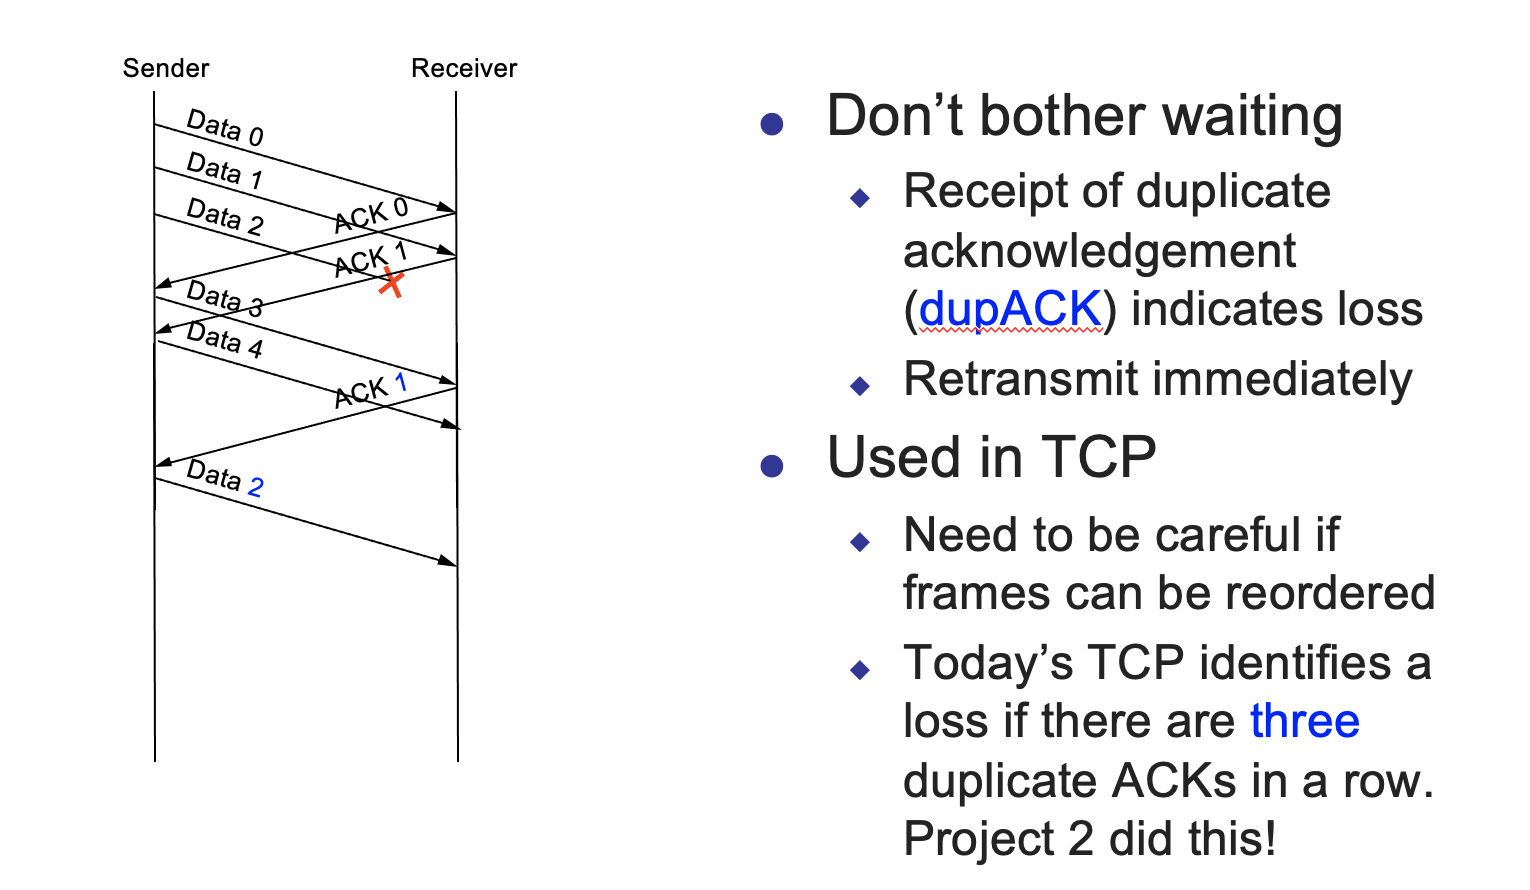 Sender
Receiver
Data 0
Data 1
Data 2
ACK 0
ACK 1
Data 3
Data 4
ACK 1
Data 2
Don’t bother waiting
Receipt of duplicate
acknowledgement
(dupACK) indicates loss
Retransmit immediately
Used in TCP
Need to be careful if
frames can be reordered
Today’s TCP identifies a
loss if there are three
duplicate ACKs in a row.
Project 2 did this!